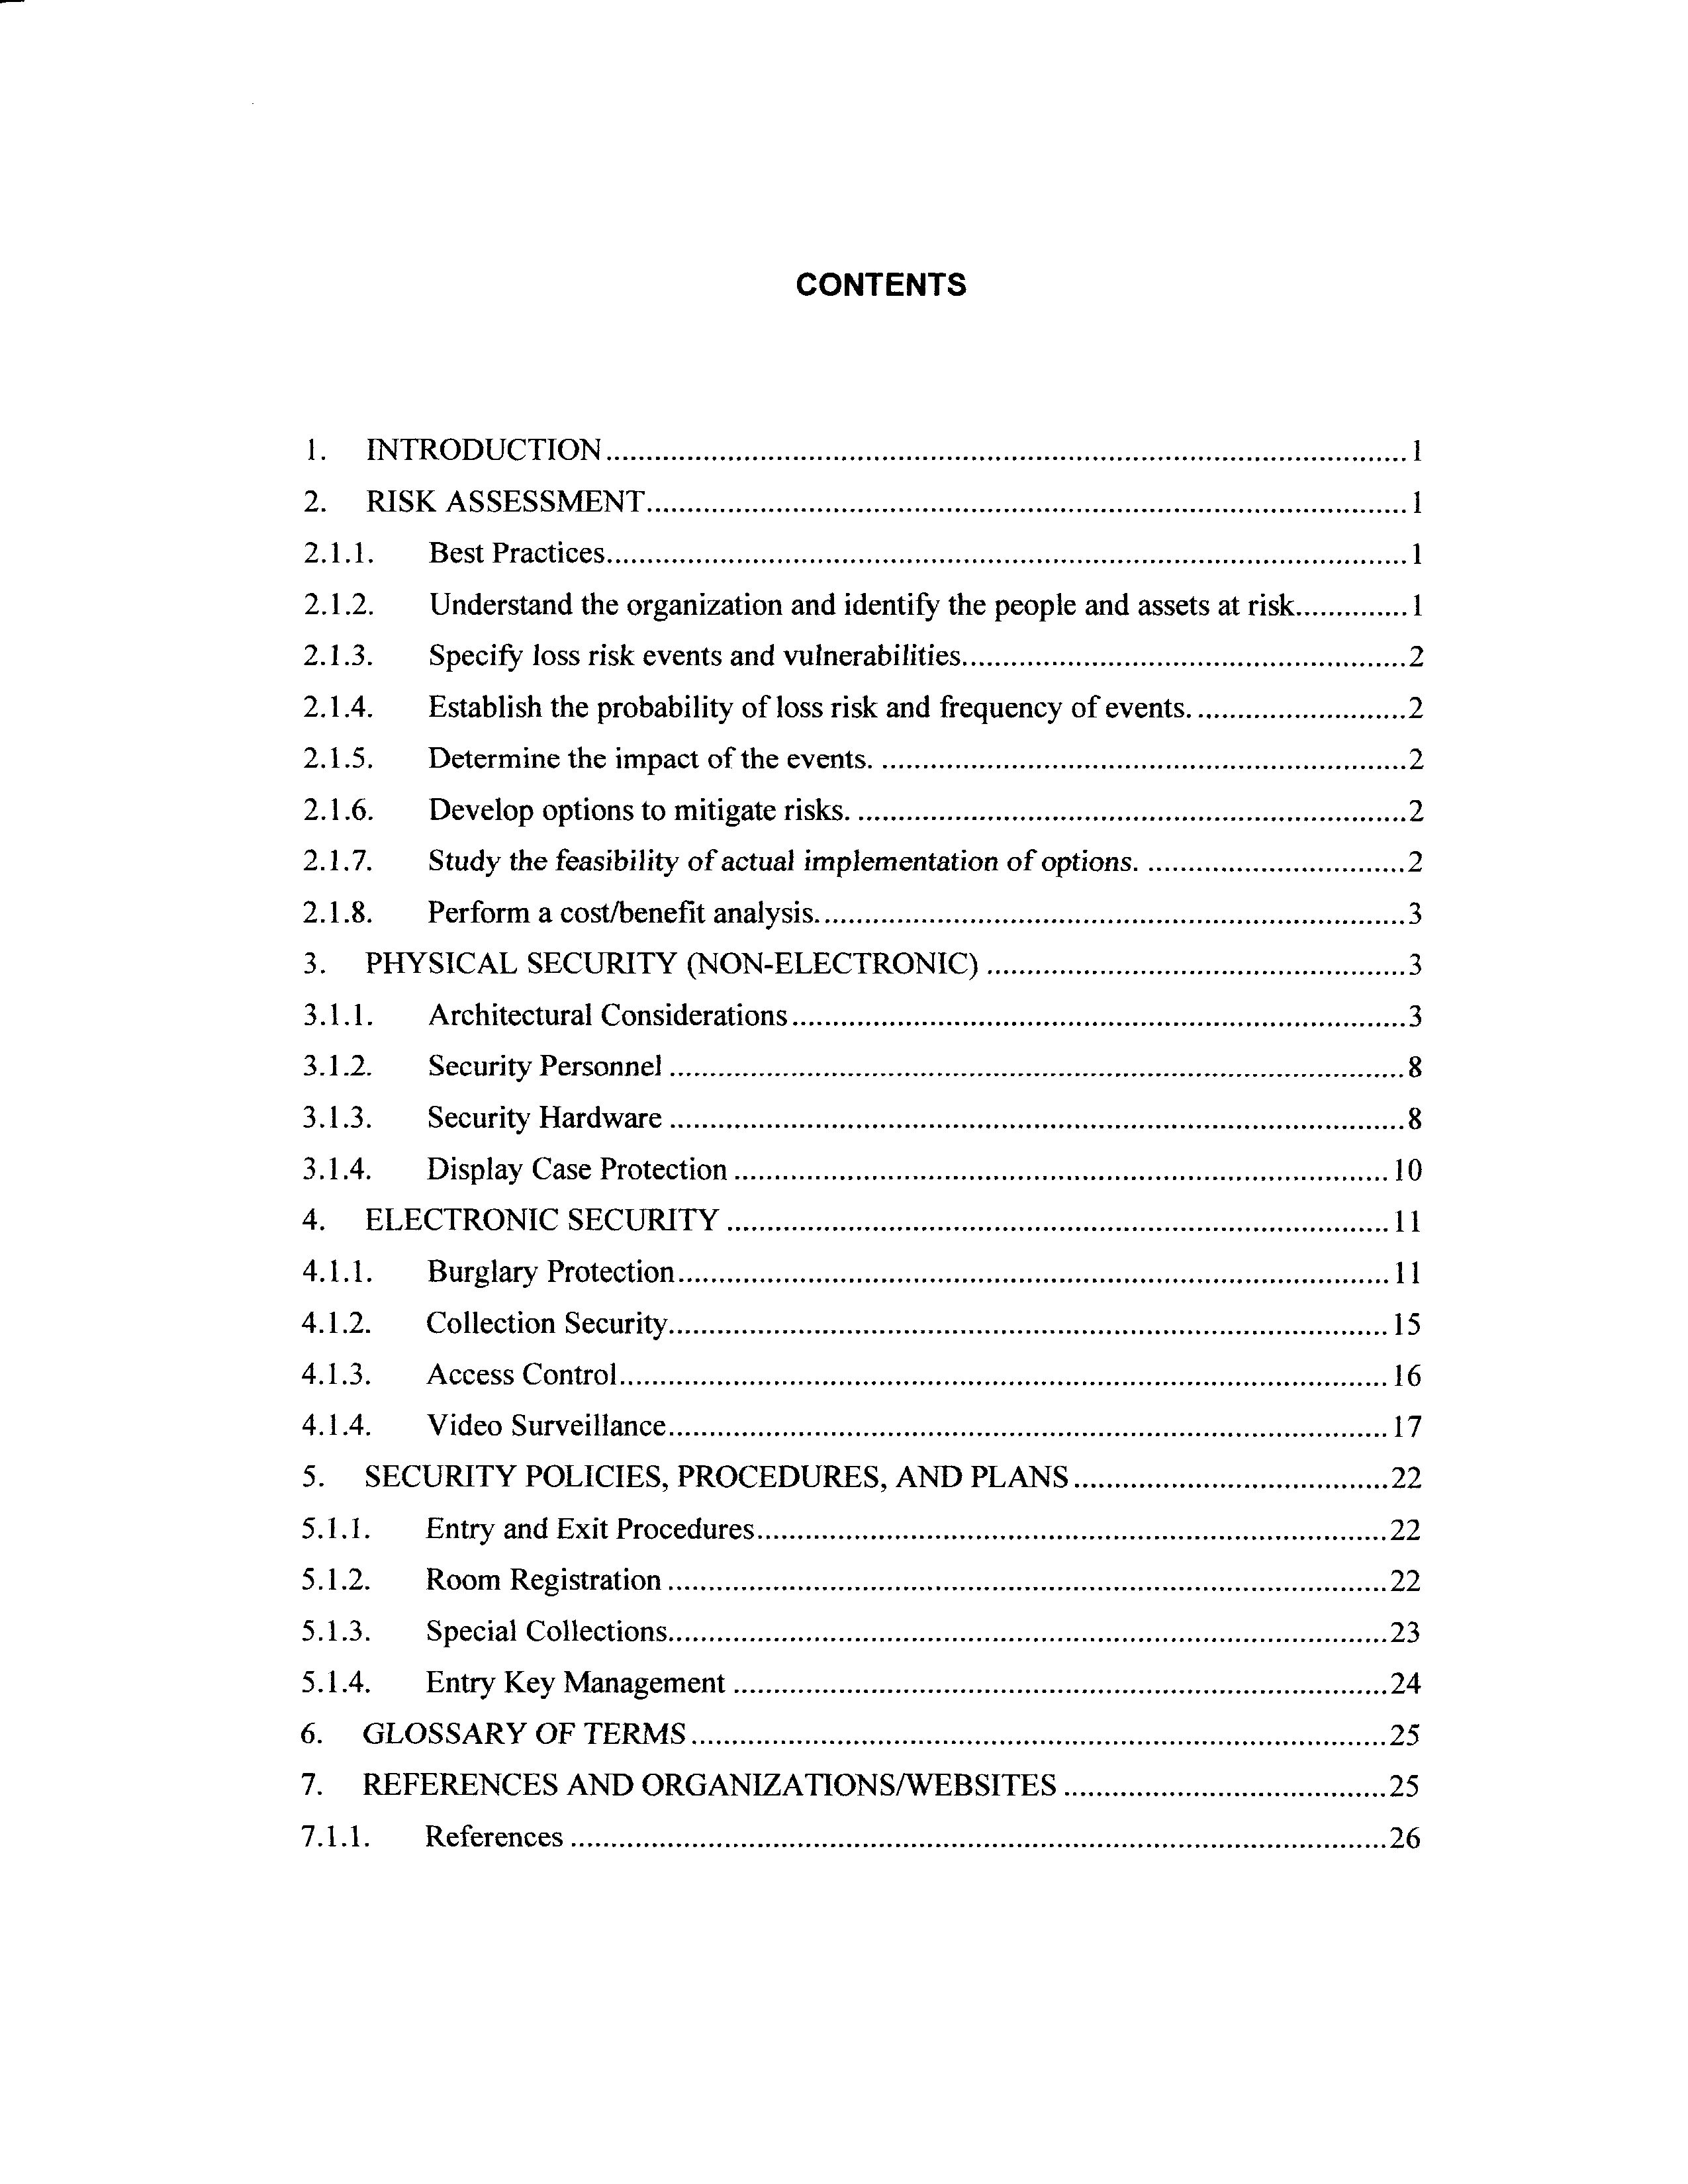 CONTENTS
1. INTRODUCTION.....1
2. RISK ASSESSMENT.....1
2.1.1. Best Practices.....1
2.1.2. Understand the organization and identify the people and assets at risk.....1
2.1.3. Specify loss risk events and vulnerabilities.....2
2.1.4. Establish the probability of loss risk and frequency of events. .....2
2.1.5. Determine the impact of the events. .....2
2.1.6. Develop options to mitigate risks. .....2
2.1.7. Study the feasibility of actual implementation of options. .....2
2.1.8. Perform a cost/benefit analysis.....3
3. PHYSICAL SECURITY (NON-ELECTRONIC) .....3
3.1.1. Architectural Considerations.....3
3.1.2. Security Personnel .....8
3.1.3. Security Hardware .....8
3.1.4. Display Case Protection .....10
4. ELECTRONIC SECURITY .....11
4.1.1. Burglary Protection.....11
4.1.2. Collection Security.....15
4.1.3. Access Control.....16
4.1.4. Video Surveillance.....17
5. SECURITY POLICIES, PROCEDURES, AND PLANS.....22
5.1.1. Entry and Exit Procedures.....22
5.1.2. Room Registration .....22
5.1.3. Special Collections.....23
5.1.4. Entry Key Management .....24
6. GLOSSARY OF TERMS.....25
7. REFERENCES AND ORGANIZATIONS/WEBSITES .....25
7.1.1. References .....26